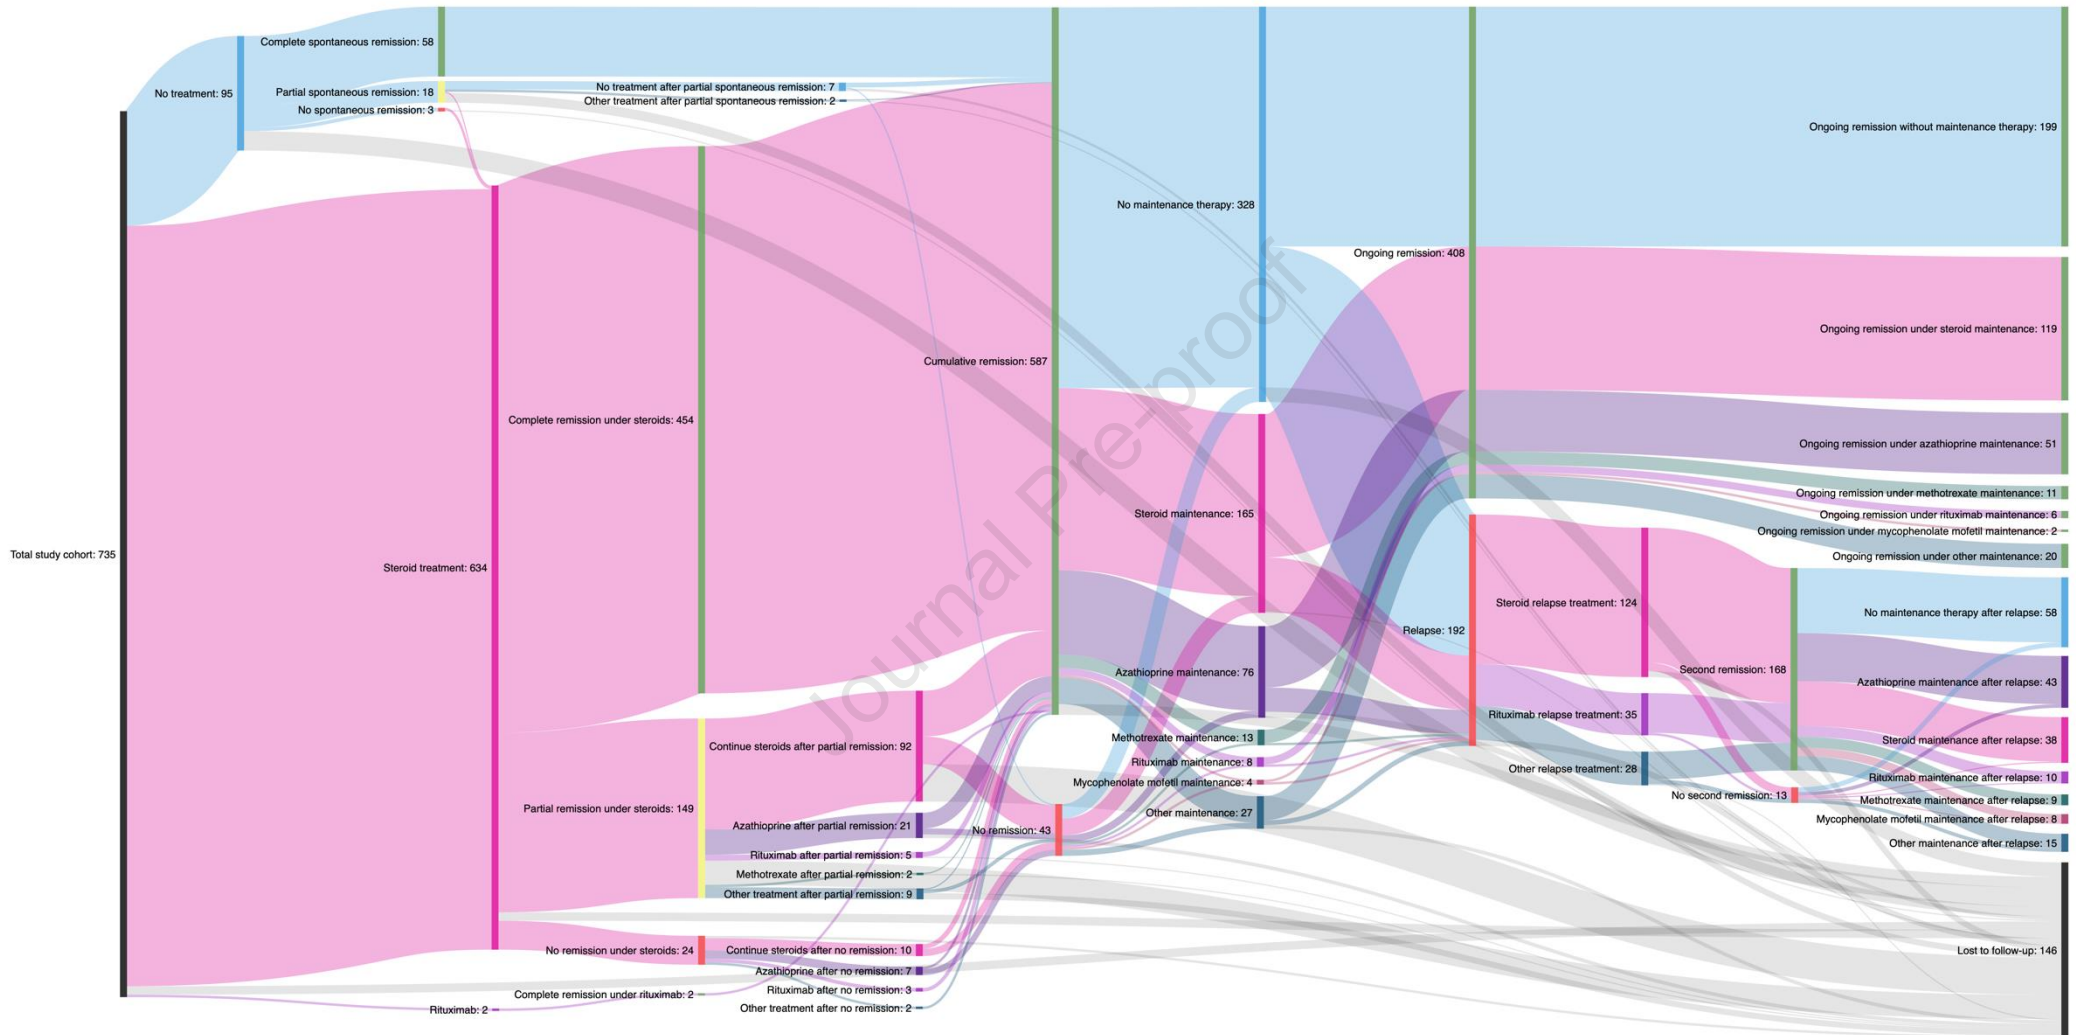 Total study cohort: 735
No treatment: 95
Steroid treatment: 634
Rituximab: 2
Complete spontaneous remission: 58
Partial spontaneous remission: 18
No spontaneous remission: 3
Complete remission under steroids: 454
Partial remission under steroids: 149
No remission under steroids: 24
Complete remission under rituximab: 2
No treatment after partial spontaneous remission: 7
Other treatment after partial spontaneous remission: 2
Continue steroids after partial remission: 92
Azathioprine after partial remission: 21
Rituximab after partial remission: 5
Methotrexate after partial remission: 2
Other treatment after partial remission: 9
Continue steroids after no remission: 10
Azathioprine after no remission: 7
Rituximab after no remission: 3
Other treatment after no remission: 2
Cumulative remission: 587
No remission: 43
No maintenance therapy: 328
Steroid maintenance: 165
Azathioprine maintenance: 76
Methotrexate maintenance: 13
Rituximab maintenance: 8
Mycophenolate mofetil maintenance: 4
Other maintenance: 27
Ongoing remission: 408
Relapse: 192
Steroid relapse treatment: 124
Rituximab relapse treatment: 35
Other relapse treatment: 28
Second remission: 168
No second remission: 13
Ongoing remission without maintenance therapy: 199
Ongoing remission under steroid maintenance: 119
Ongoing remission under azathioprine maintenance: 51
Ongoing remission under methotrexate maintenance: 11
Ongoing remission under rituximab maintenance: 6
Ongoing remission under mycophenolate mofetil maintenance: 2
Ongoing remission under other maintenance: 20
No maintenance therapy after relapse: 58
Azathioprine maintenance after relapse: 43
Steroid maintenance after relapse: 38
Rituximab maintenance after relapse: 10
Methotrexate maintenance after relapse: 9
Mycophenolate mofetil maintenance after relapse: 8
Other maintenance after relapse: 15
Lost to follow-up: 146
Journal Pre-proof